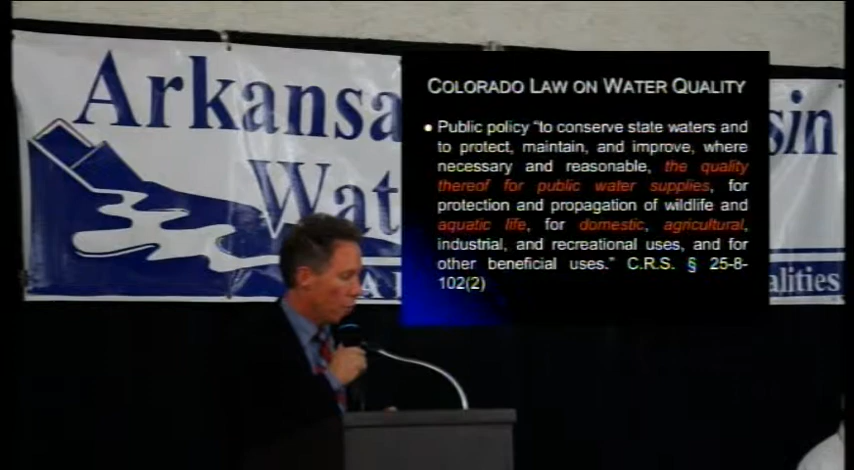 Arkansa
sin
Wat
A
alities
COLORADO LAW ON WATER QUALITY
• Public policy “to conserve state waters and
to protect, maintain, and improve, where
necessary and reasonable, the quality
thereof for public water supplies, for
protection and propagation of wildlife and
aquatic life, for domestic, agricultural,
industrial, and recreational uses, and for
other beneficial uses.” C.R.S. § 25-8-
102(2)